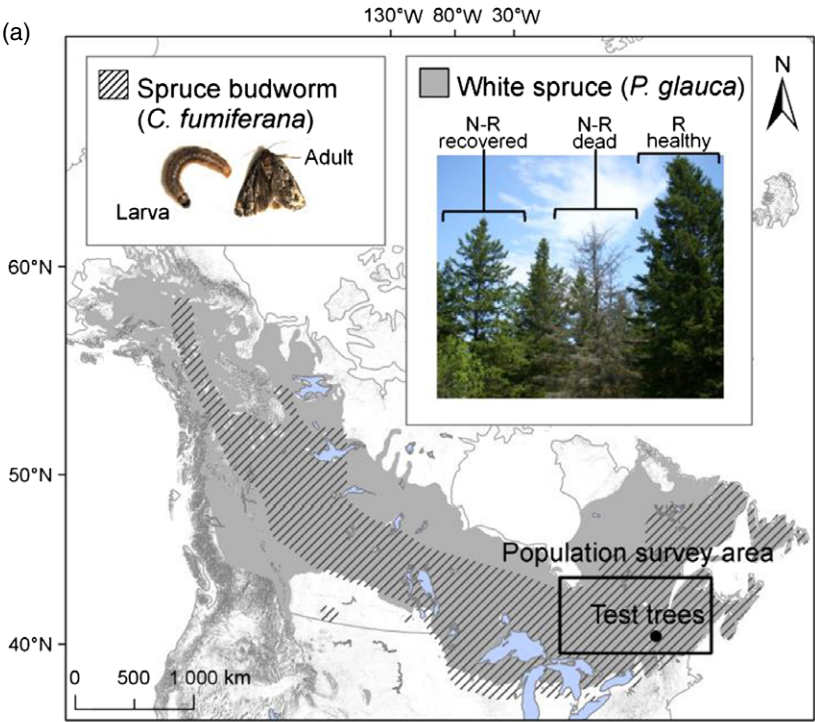 (a)
130°W 80°W 30°W
Spruce budworm
(C. fumiferana)
Larva
Adult
White spruce (P. glauca)
N-R
recovered
N-R
dead
R
healthy
N
60°N
50°N
40°N
Population survey area
Test trees
0 500 1 000 km